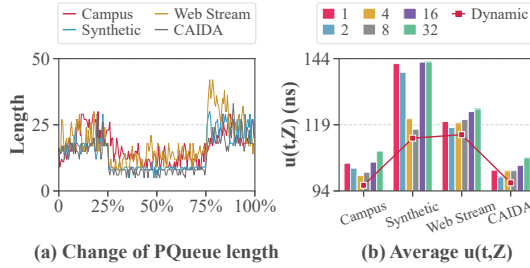 Campus
Web Stream
Synthetic
CAIDA
50
25
0
Length
0 25% 50% 75% 100%
(a) Change of PQueue length
1 4 16 Dynamic
2 8 32
144
119
94
u(t,Z) (ns)
Campus
Synthetic
Web Stream
CAIDA
(b) Average u(t,Z)